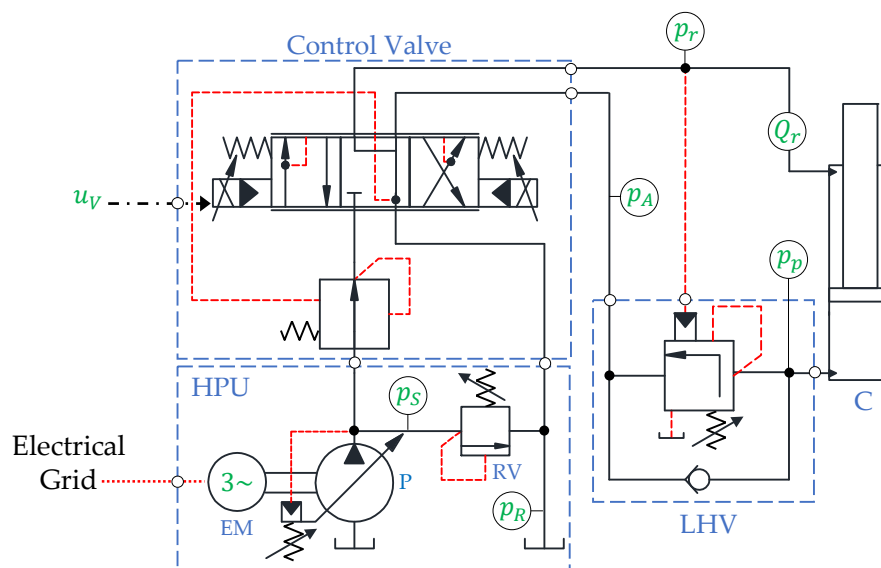 Control Valve
p_r
Q_r
u_V
p_A
p_p
HPU
p_S
C
Electrical
Grid
3~
P
RV
EM
p_R
LHV